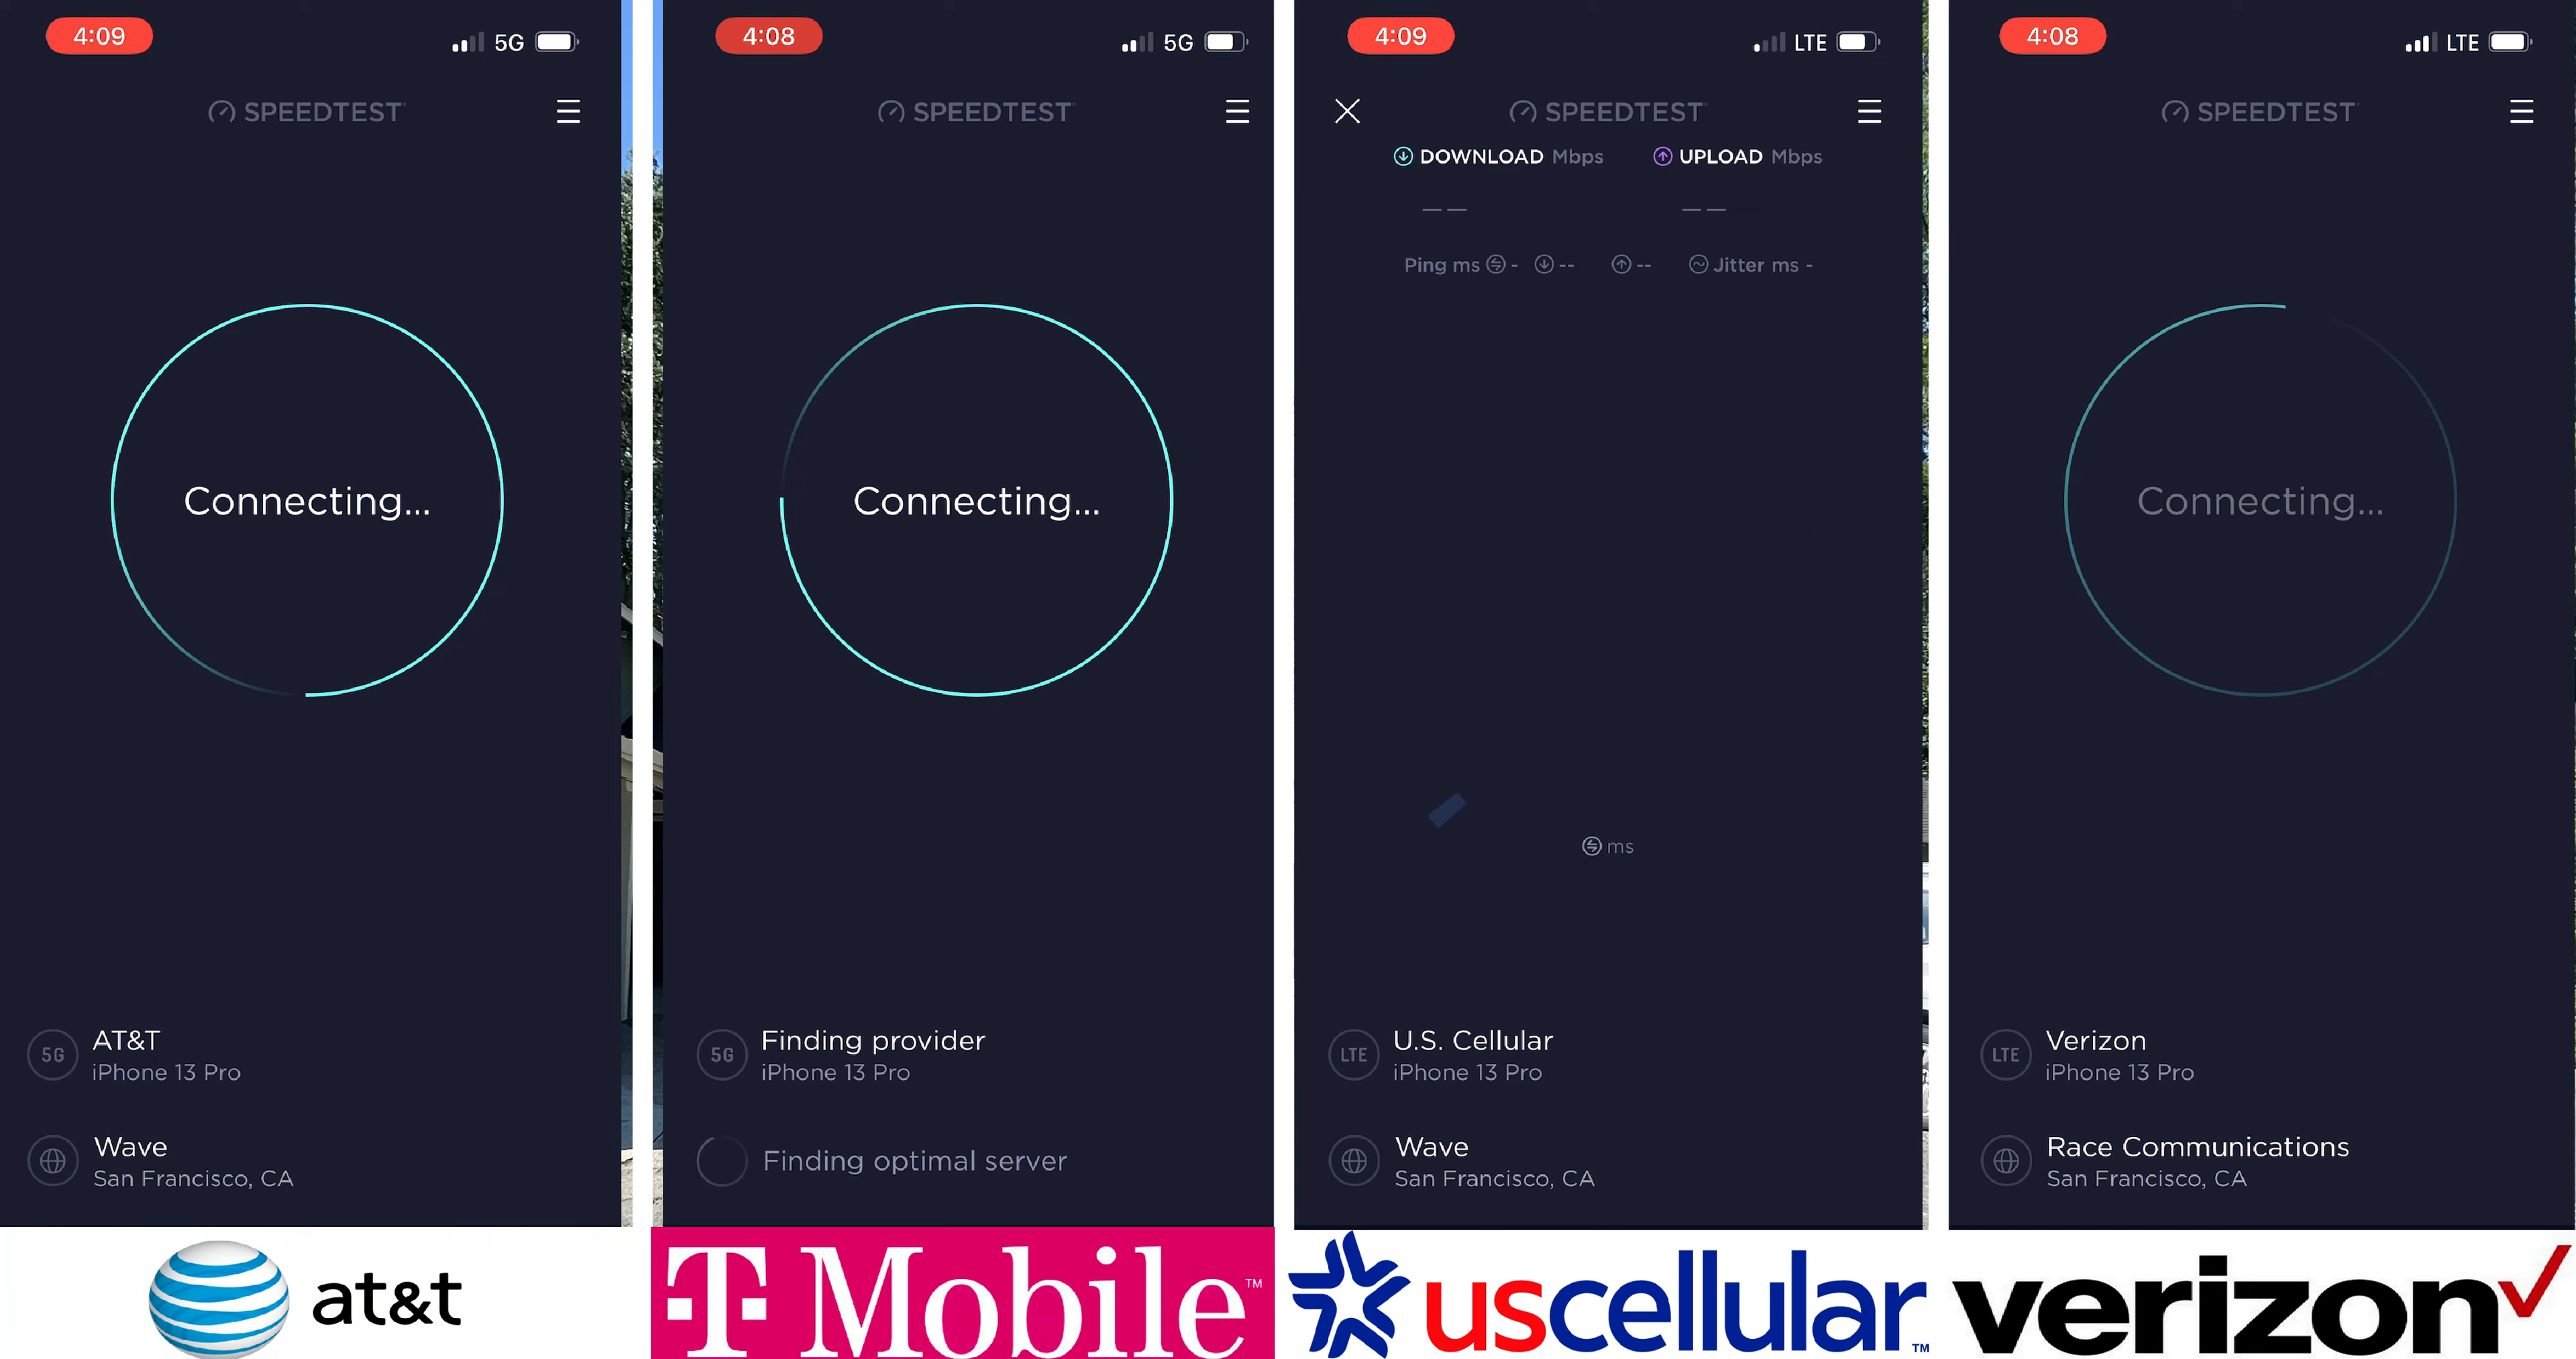 4:09
5G
SPEEDTEST
Connecting...
5G
AT&T
iPhone 13 Pro
Wave
San Francisco, CA
at&t
4:08
5G
SPEEDTEST
Connecting...
5G
Finding provider
iPhone 13 Pro
Finding optimal server
T Mobile™
4:09
LTE
SPEEDTEST
DOWNLOAD Mbps UPLOAD Mbps
— — — —
Ping ms - -- -- Jitter ms -
ms
LTE
U.S. Cellular
iPhone 13 Pro
Wave
San Francisco, CA
uscellular™
4:08
LTE
SPEEDTEST
Connecting...
LTE
Verizon
iPhone 13 Pro
Race Communications
San Francisco, CA
verizon